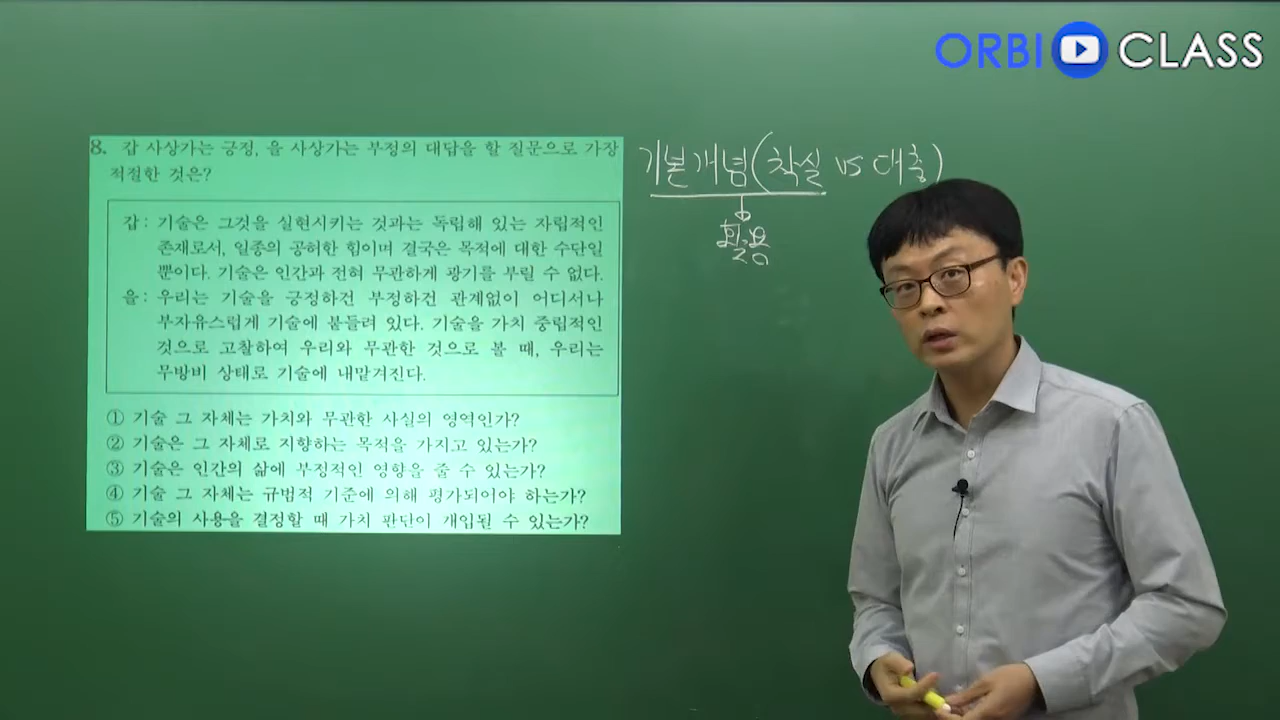 ORBI CLASS
8. 갑 사상가는 긍정, 을 사상가는 부정의 대답을 할 질문으로 가장
적절한 것은?
갑: 기술은 그것을 실현시키는 것과는 독립해 있는 자립적인
존재로서, 일종의 공허한 힘이며 결국은 목적에 대한 수단일
뿐이다. 기술은 인간과 전혀 무관하게 광기를 부릴 수 없다.
을: 우리는 기술을 긍정하건 부정하건 관계없이 어디서나
부자유스럽게 기술에 붙들려 있다. 기술을 가치 중립적인
것으로 고찰하여 우리와 무관한 것으로 볼 때, 우리는
무방비 상태로 기술에 내맡겨진다.
① 기술 그 자체는 가치와 무관한 사실의 영역인가?
② 기술은 그 자체로 지향하는 목적을 가지고 있는가?
③ 기술은 인간의 삶에 부정적인 영향을 줄 수 있는가?
④ 기술 그 자체는 규범적 기준에 의해 평가되어야 하는가?
⑤ 기술의 사용을 결정할 때 가치 판단이 개입될 수 있는가?
기본개념(착실 vs 대충)
활용